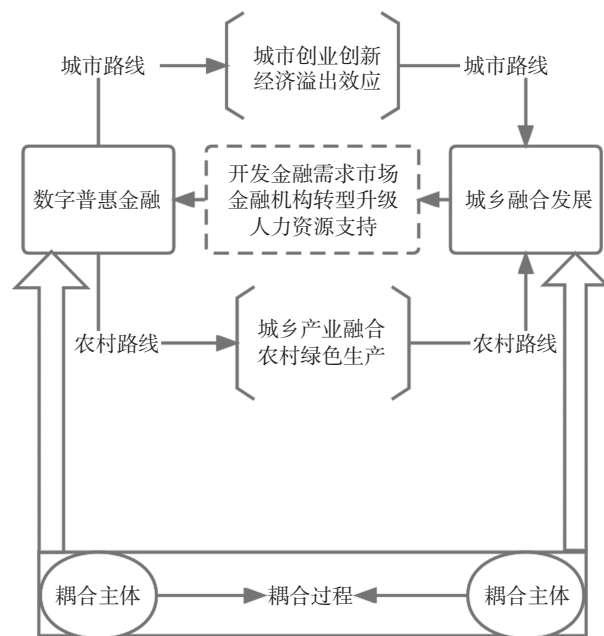 城市路线
城市创业创新
经济溢出效应
城市路线
数字普惠金融
开发金融需求市场
金融机构转型升级
人力资源支持
城乡融合发展
农村路线
城乡产业融合
农村绿色生产
农村路线
耦合主体
耦合过程
耦合主体